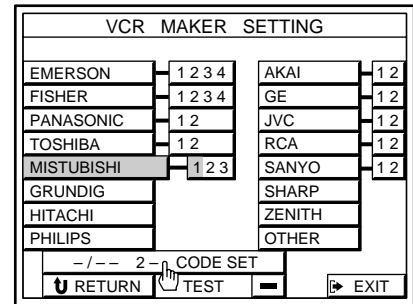 VCR MAKER SETTING
EMERSON 1 2 3 4 AKAI 1 2
FISHER 1 2 3 4 GE 1 2
PANASONIC 1 2 JVC 1 2
TOSHIBA 1 2 RCA 1 2
MISTUBISHI 1 2 3 SANYO 1 2
GRUNDIG SHARP
HITACHI ZENITH
PHILIPS OTHER
– / – – 2 – CODE SET
RETURN TEST EXIT